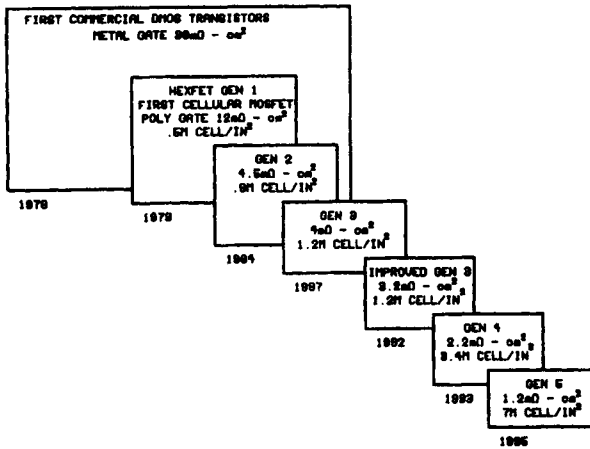 FIRST COMMERCIAL DMOS TRANSISTORS
METAL GATE 30mΩ - cm²
HEXFET GEN 1
FIRST CELLULAR MOSFET
POLY GATE 12mΩ - cm²
.5M CELL/IN²
GEN 2
4.5mΩ - cm²
.9M CELL/IN²
1978
1979
GEN 3
4mΩ - cm²
1.2M CELL/IN²
1984
IMPROVED GEN 3
3.2mΩ - cm²
1.2M CELL/IN²
1987
GEN 4
2.2mΩ - cm²
3.4M CELL/IN²
1992
GEN 5
1.2mΩ - cm²
7M CELL/IN²
1993
1995